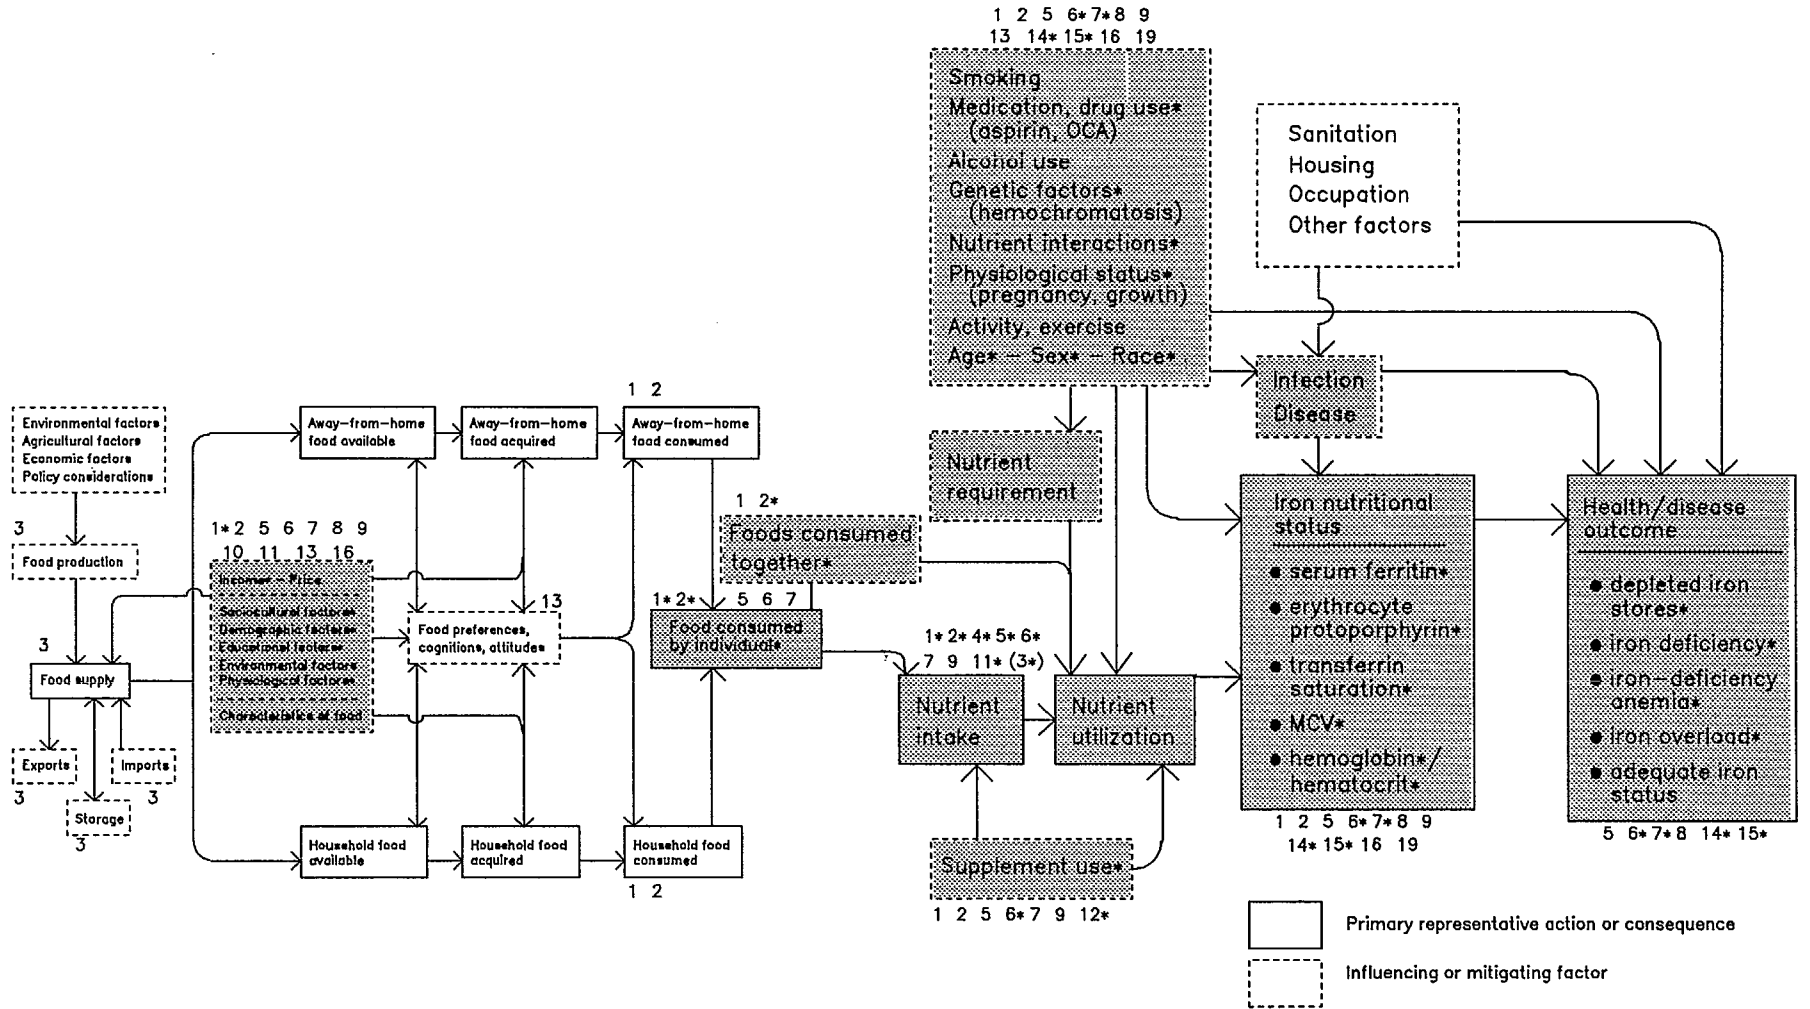 1 2 5 6* 7* 8 9
13 14* 15* 16 19
Smoking
Medication, drug use*
(aspirin, OCA)
Alcohol use
Genetic factors*
(hemochromatosis)
Nutrient interactions*
Physiological status*
(pregnancy, growth)
Activity, exercise
Age* – Sex* – Race*
Sanitation
Housing
Occupation
Other factors
Infection
Disease
1 2
Away–from–home
food available
Away–from–home
food acquired
Away–from–home
food consumed
Environmental factors
Agricultural factors
Economic factors
Policy considerations
3
Food production
1* 2 5 6 7 8 9
10 11 13 16
Income* – Price
Sociocultural factors*
Demographic factors*
Educational factors*
Environmental factors
Physiological factors*
Characteristics of food
13
Food preferences,
cognitions, attitudes
3
Food supply
Exports
3
Imports
3
Storage
3
Household food
available
Household food
acquired
Household food
consumed
1 2
1 2*
Foods consumed
together*
1* 2* 5 6 7
Food consumed
by individual*
Nutrient
requirement
1* 2* 4* 5* 6*
7 9 11* (3*)
Nutrient
intake
Nutrient
utilization
Supplement use*
1 2 5 6* 7 9 12*
Iron nutritional
status
● serum ferritin*
● erythrocyte
protoporphyrin*
● transferrin
saturation*
● MCV*
● hemoglobin*/
hematocrit*
1 2 5 6* 7* 8 9
14* 15* 16 19
Health/disease
outcome
● depleted iron
stores*
● iron deficiency*
● iron–deficiency
anemia*
● iron overload*
● adequate iron
status
5 6* 7* 8 14* 15*
Primary representative action or consequence
Influencing or mitigating factor